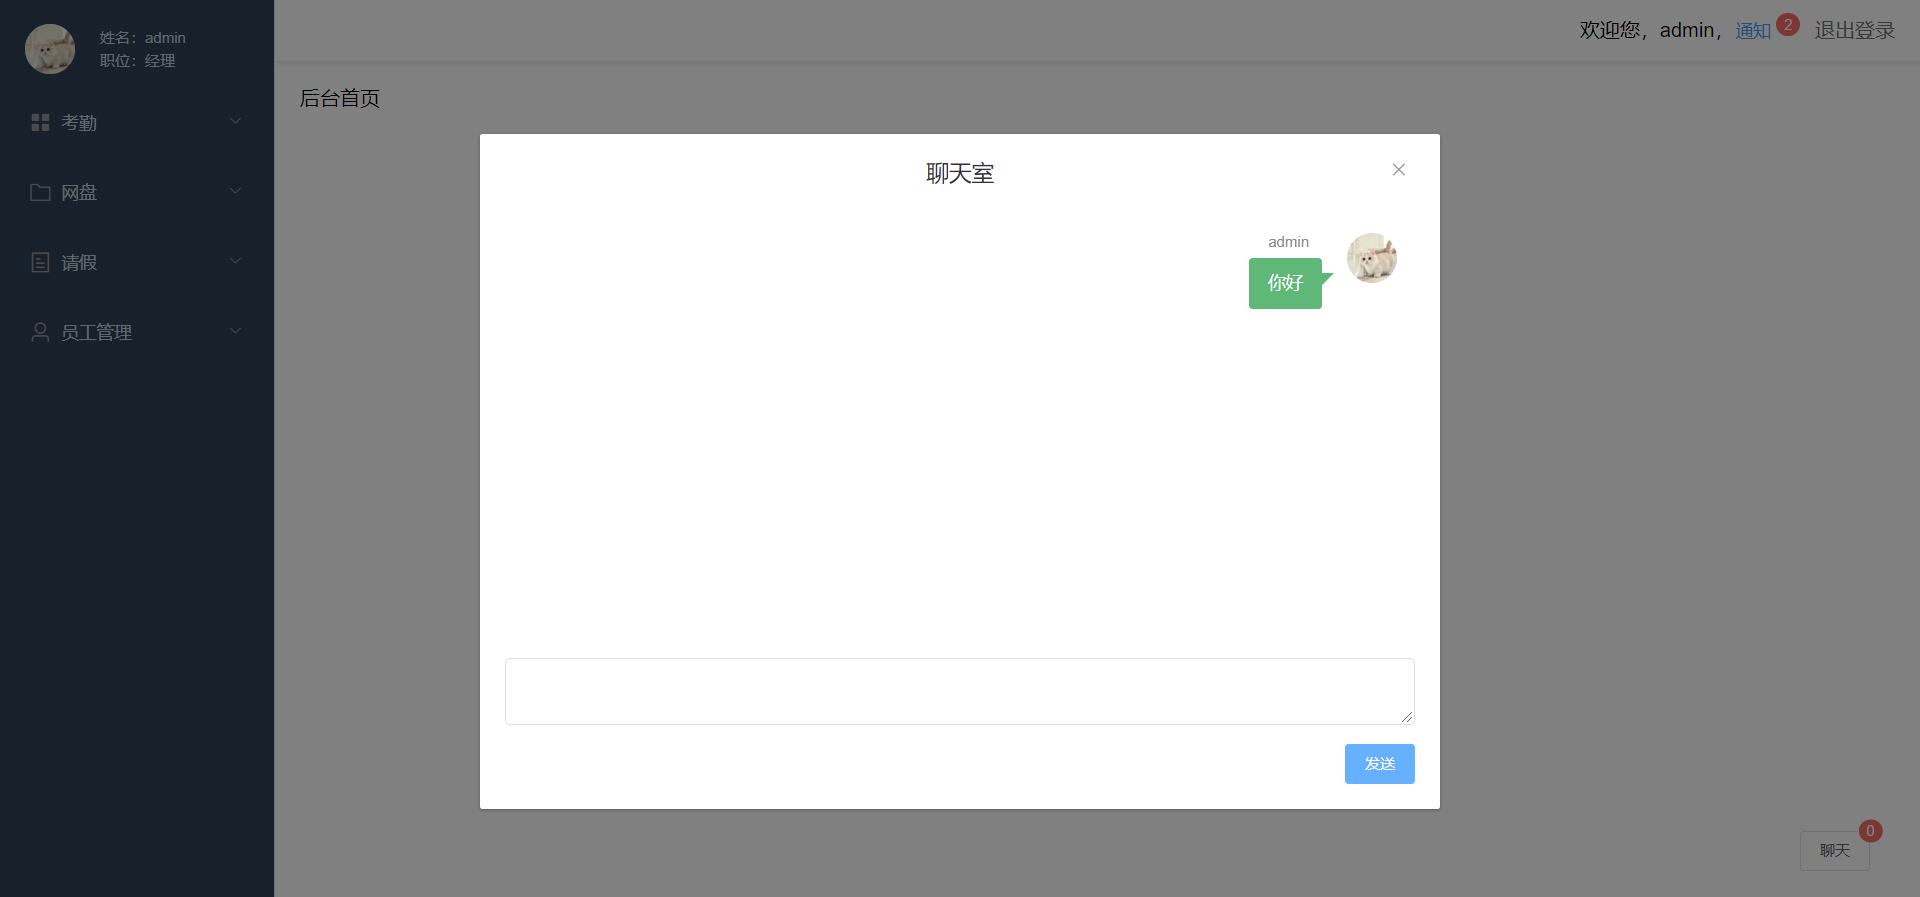 姓名：admin
职位：经理
考勤
网盘
请假
员工管理
欢迎您，admin，通知 2 退出登录
后台首页
聊天室
admin
你好
发送
聊天 0